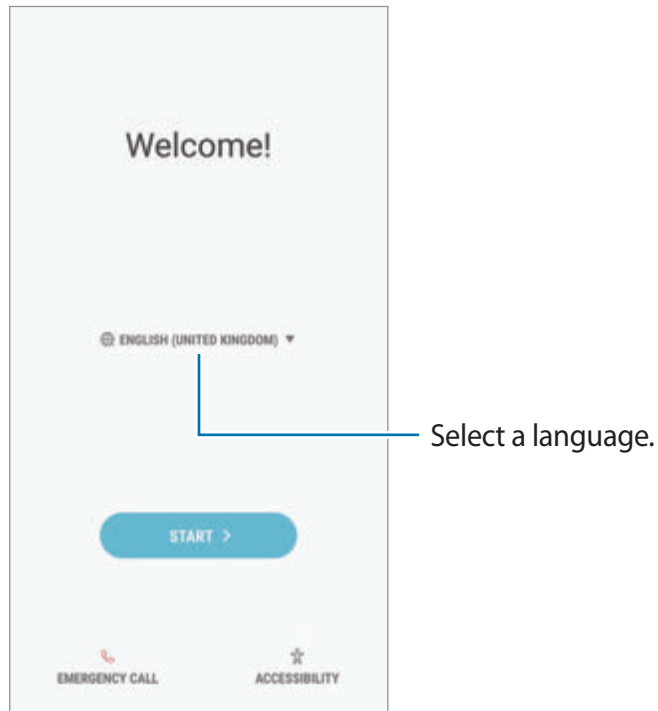 Welcome!
ENGLISH (UNITED KINGDOM)
Select a language.
START >
EMERGENCY CALL
ACCESSIBILITY